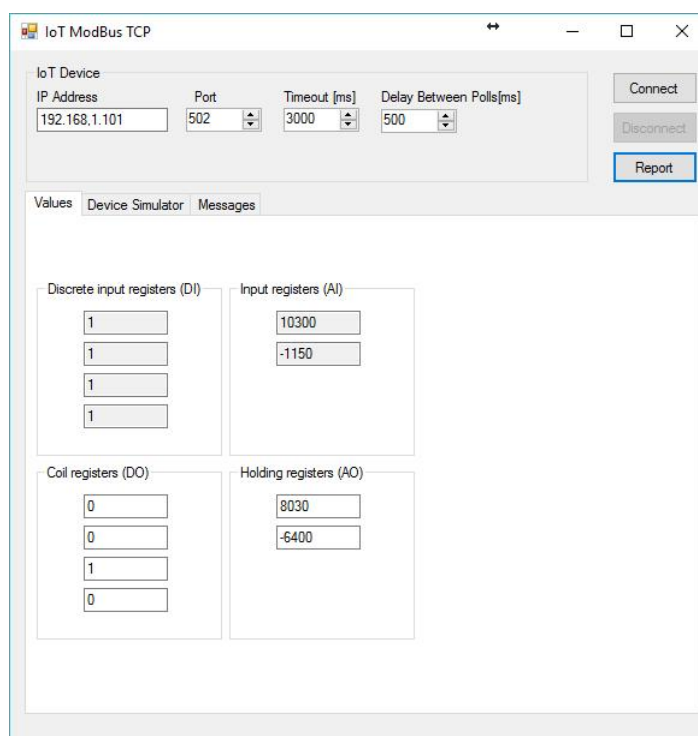 IoT ModBus TCP
IoT Device
IP Address Port Timeout [ms] Delay Between Polls[ms]
192.168,1.101 502 3000 500
Connect
Disconnect
Report
Values Device Simulator Messages
Discrete input registers (DI)
1
1
1
1
Input registers (AI)
10300
-1150
Coil registers (DO)
0
0
1
0
Holding registers (AO)
8030
-6400